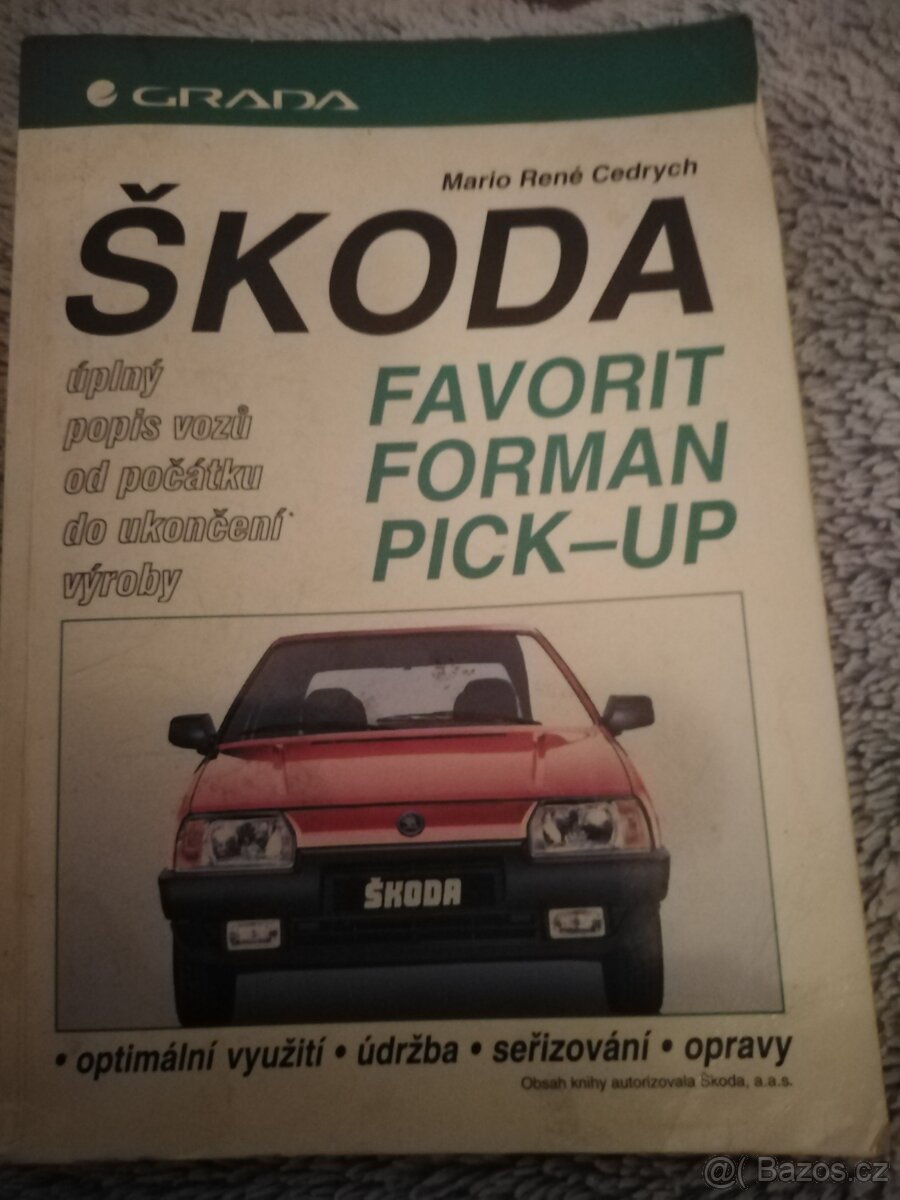 GRADA
Mario René Cedrych
ŠKODA
úplný
popis vozů
od počátku
do ukončení
výroby
FAVORIT
FORMAN
PICK–UP
ŠKODA
• optimální využití • údržba • seřizování • opravy
Obsah knihy autorizovala Škoda, a.a.s.
@( Bazos.cz